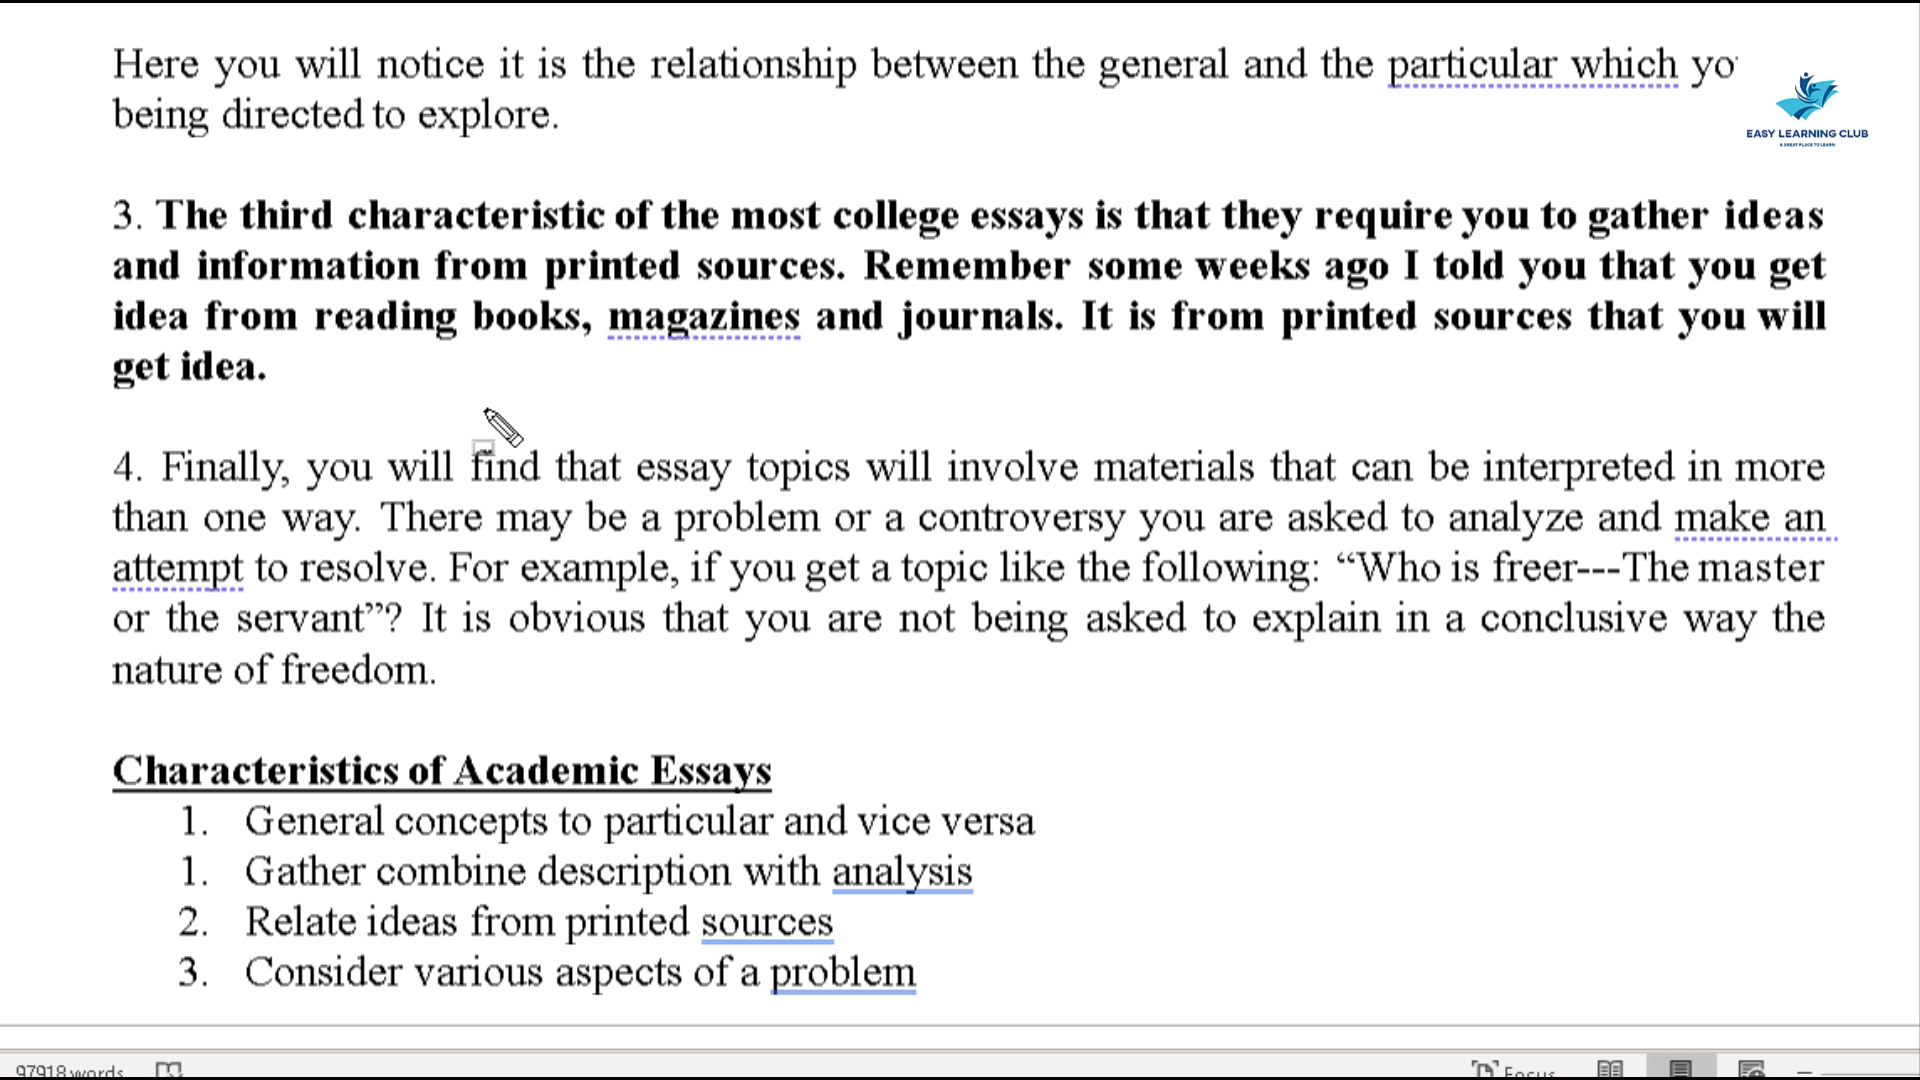 Here you will notice it is the relationship between the general and the particular which yo
being directed to explore.
EASY LEARNING CLUB
A GREAT PLACE TO LEARN
3. The third characteristic of the most college essays is that they require you to gather ideas
and information from printed sources. Remember some weeks ago I told you that you get
idea from reading books, magazines and journals. It is from printed sources that you will
get idea.
4. Finally, you will find that essay topics will involve materials that can be interpreted in more
than one way. There may be a problem or a controversy you are asked to analyze and make an
attempt to resolve. For example, if you get a topic like the following: “Who is freer---The master
or the servant”? It is obvious that you are not being asked to explain in a conclusive way the
nature of freedom.
Characteristics of Academic Essays
1. General concepts to particular and vice versa
1. Gather combine description with analysis
2. Relate ideas from printed sources
3. Consider various aspects of a problem
97918 words
Focus